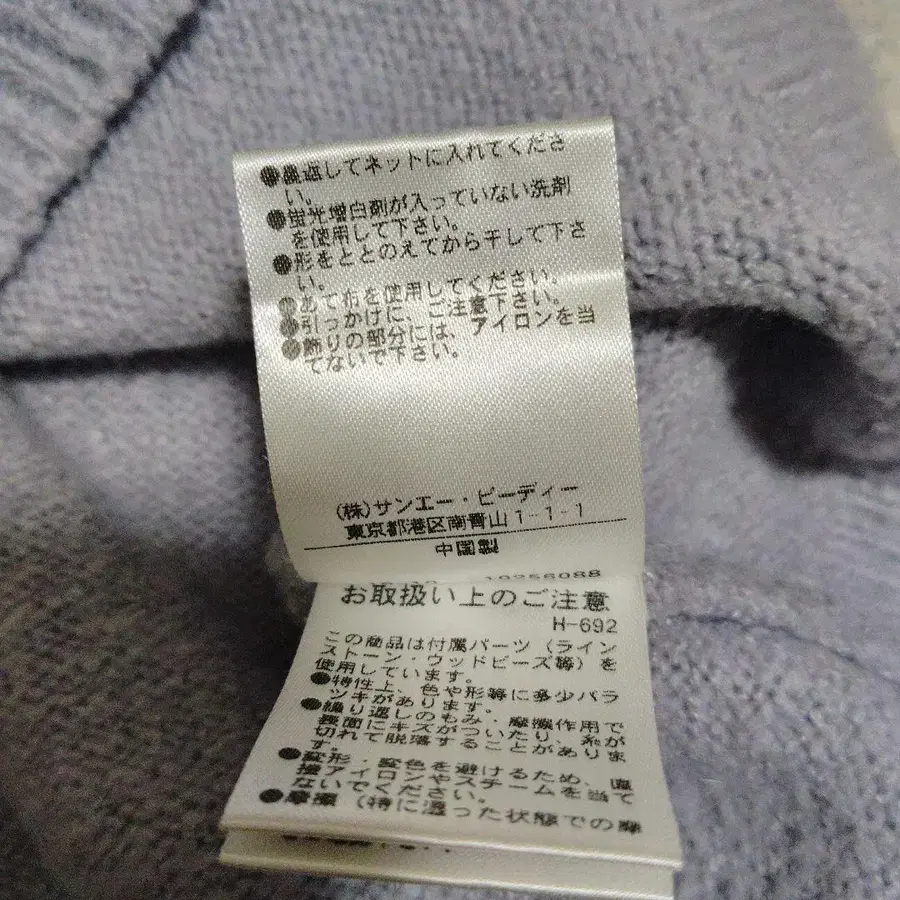 ●裏返してネットに入れてくださ
い。
●蛍光増白剤が入っていない洗剤
を使用して下さい。
●形をととのえてから干して下さ
い。
●あて布を使用してください。
●引っかけに、ご注意下さい。
●飾りの部分には、アイロンを当
てないで下さい。
(株)サンエー・ビーディー
東京都港区南青山1-1-1
中国製
10256088
お取扱い上のご注意
H-692
この商品は付属パーツ(ライン
ストーン・ウッドビーズ等)を
使用しています。
●特性上、色や形等に多少バラ
ツキがあります。
●繰り返しのもみ・摩擦作用で
表面にキズがついたり、糸が
切れて脱落することがありま
す。
●変形・変色を避けるため、直
接アイロンやスチームを当て
ないでください。
●摩擦(特に湿った状態での摩